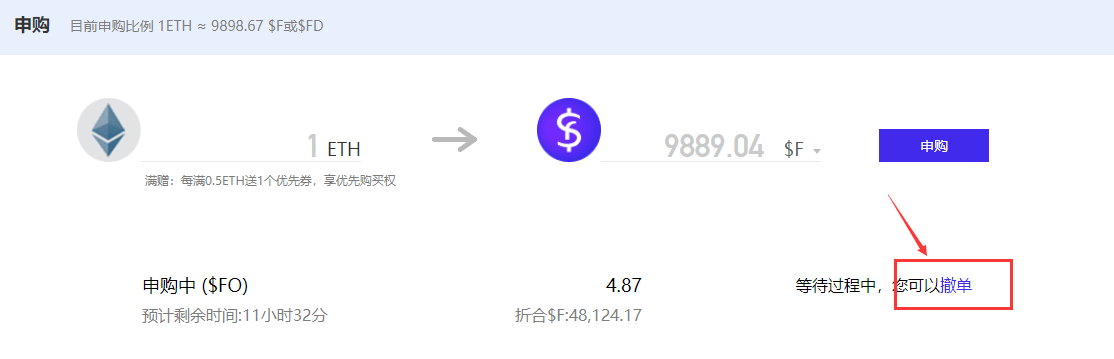 申购 目前申购比例 1ETH ≈ 9898.67 $F或$FD
1 ETH 9889.04 $F 申购
满赠：每满0.5ETH送1个优先券，享优先购买权
申购中 ($FO) 4.87 等待过程中，您可以撤单
预计剩余时间:11小时32分 折合$F:48,124.17